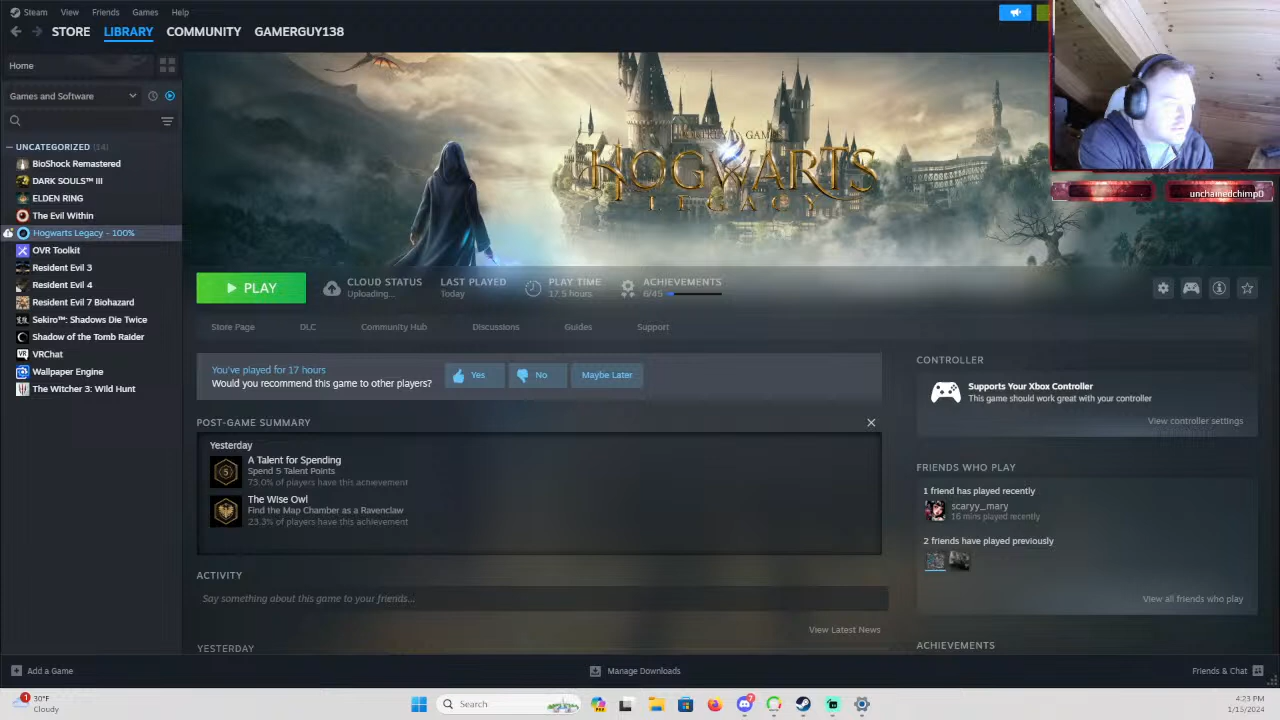 Steam View Friends Games Help
STORE LIBRARY COMMUNITY GAMERGUY138
Home
Games and Software
UNCATEGORIZED (14)
BioShock Remastered
DARK SOULS™ III
ELDEN RING
The Evil Within
Hogwarts Legacy - 100%
OVR Toolkit
Resident Evil 3
Resident Evil 4
Resident Evil 7 Biohazard
Sekiro™: Shadows Die Twice
Shadow of the Tomb Raider
VRChat
Wallpaper Engine
The Witcher 3: Wild Hunt
HOGWARTS
LEGACY
unchainedchimp0
PLAY
CLOUD STATUS
Uploading...
LAST PLAYED
Today
PLAY TIME
17.5 hours
ACHIEVEMENTS
6/45
Store Page DLC Community Hub Discussions Guides Support
You've played for 17 hours
Would you recommend this game to other players?
Yes No Maybe Later
POST-GAME SUMMARY
Yesterday
A Talent for Spending
Spend 5 Talent Points
73.0% of players have this achievement
The Wise Owl
Find the Map Chamber as a Ravenclaw
23.3% of players have this achievement
ACTIVITY
Say something about this game to your friends...
View Latest News
YESTERDAY
CONTROLLER
Supports Your Xbox Controller
This game should work great with your controller
View controller settings
FRIENDS WHO PLAY
1 friend has played recently
scaryy_mary
16 mins played recently
2 friends have played previously
View all friends who play
ACHIEVEMENTS
Add a Game
Manage Downloads
Friends & Chat
1
30°F
Cloudy
Search
4:23 PM
1/15/2024